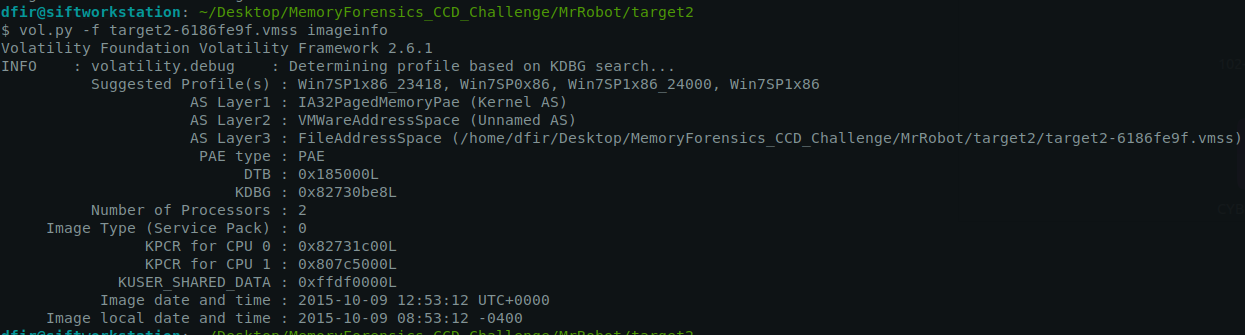 dfir@siftworkstation: ~/Desktop/MemoryForensics_CCD_Challenge/MrRobot/target2
$ vol.py -f target2-6186fe9f.vmss imageinfo
Volatility Foundation Volatility Framework 2.6.1
INFO    : volatility.debug    : Determining profile based on KDBG search...
Suggested Profile(s) : Win7SP1x86_23418, Win7SP0x86, Win7SP1x86_24000, Win7SP1x86
AS Layer1 : IA32PagedMemoryPae (Kernel AS)
AS Layer2 : VMWareAddressSpace (Unnamed AS)
AS Layer3 : FileAddressSpace (/home/dfir/Desktop/MemoryForensics_CCD_Challenge/MrRobot/target2/target2-6186fe9f.vmss)
PAE type : PAE
DTB : 0x185000L
KDBG : 0x82730be8L
Number of Processors : 2
Image Type (Service Pack) : 0
KPCR for CPU 0 : 0x82731c00L
KPCR for CPU 1 : 0x807c5000L
KUSER_SHARED_DATA : 0xffdf0000L
Image date and time : 2015-10-09 12:53:12 UTC+0000
Image local date and time : 2015-10-09 08:53:12 -0400
dfir@siftworkstation: ~/Desktop/MemoryForensics_CCD_Challenge/MrRobot/target2